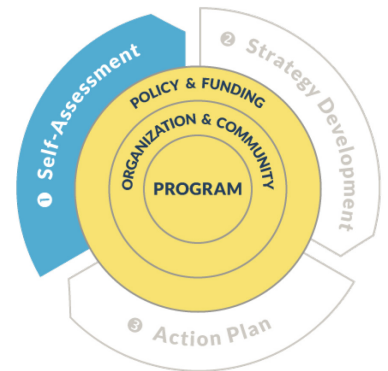 ❶ Self-Assessment
❷ Strategy Development
❸ Action Plan
POLICY & FUNDING
ORGANIZATION & COMMUNITY
PROGRAM